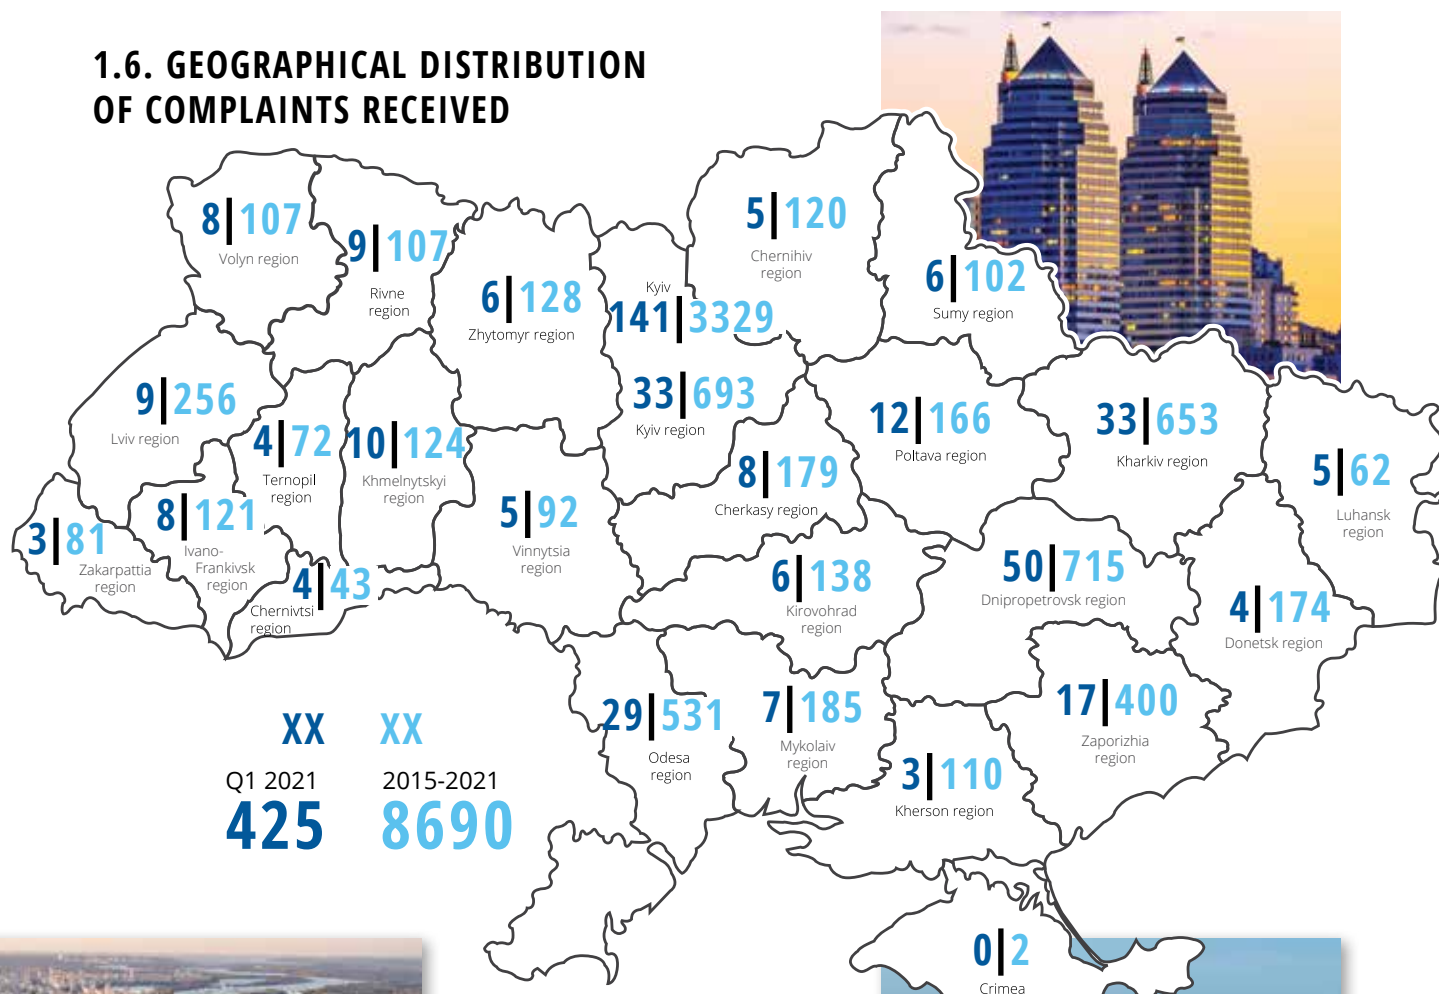 1.6. GEOGRAPHICAL DISTRIBUTION
OF COMPLAINTS RECEIVED
8|107
Volyn region
9|107
Rivne
region
6|128
Zhytomyr region
Kyiv
141|3329
5|120
Chernihiv
region
6|102
Sumy region
9|256
Lviv region
4|72
Ternopil
region
10|124
Khmelnytskyi
region
33|693
Kyiv region
8|179
Cherkasy region
12|166
Poltava region
33|653
Kharkiv region
5|62
Luhansk
region
3|81
Zakarpattia
region
8|121
Ivano-
Frankivsk
region
4|43
Chernivtsi
region
5|92
Vinnytsia
region
6|138
Kirovohrad
region
50|715
Dnipropetrovsk region
4|174
Donetsk region
29|531
Odesa
region
7|185
Mykolaiv
region
3|110
Kherson region
17|400
Zaporizhia
region
XX XX
Q1 2021 2015-2021
425 8690
0|2
Crimea